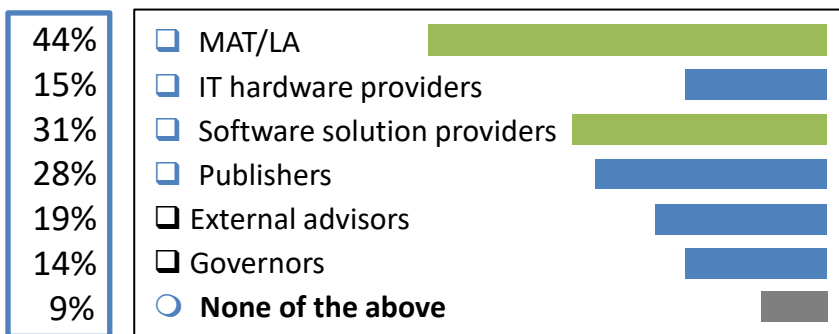 44% ❑ MAT/LA
15% ❑ IT hardware providers
31% ❑ Software solution providers
28% ❑ Publishers
19% ❑ External advisors
14% ❑ Governors
9% ❍ None of the above